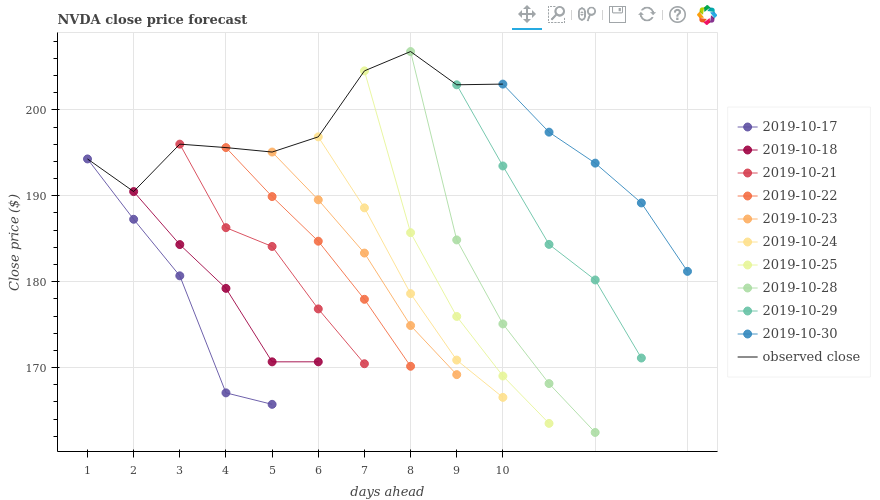 NVDA close price forecast
Close price ($)
200
190
180
170
1 2 3 4 5 6 7 8 9 10
days ahead
2019-10-17
2019-10-18
2019-10-21
2019-10-22
2019-10-23
2019-10-24
2019-10-25
2019-10-28
2019-10-29
2019-10-30
observed close